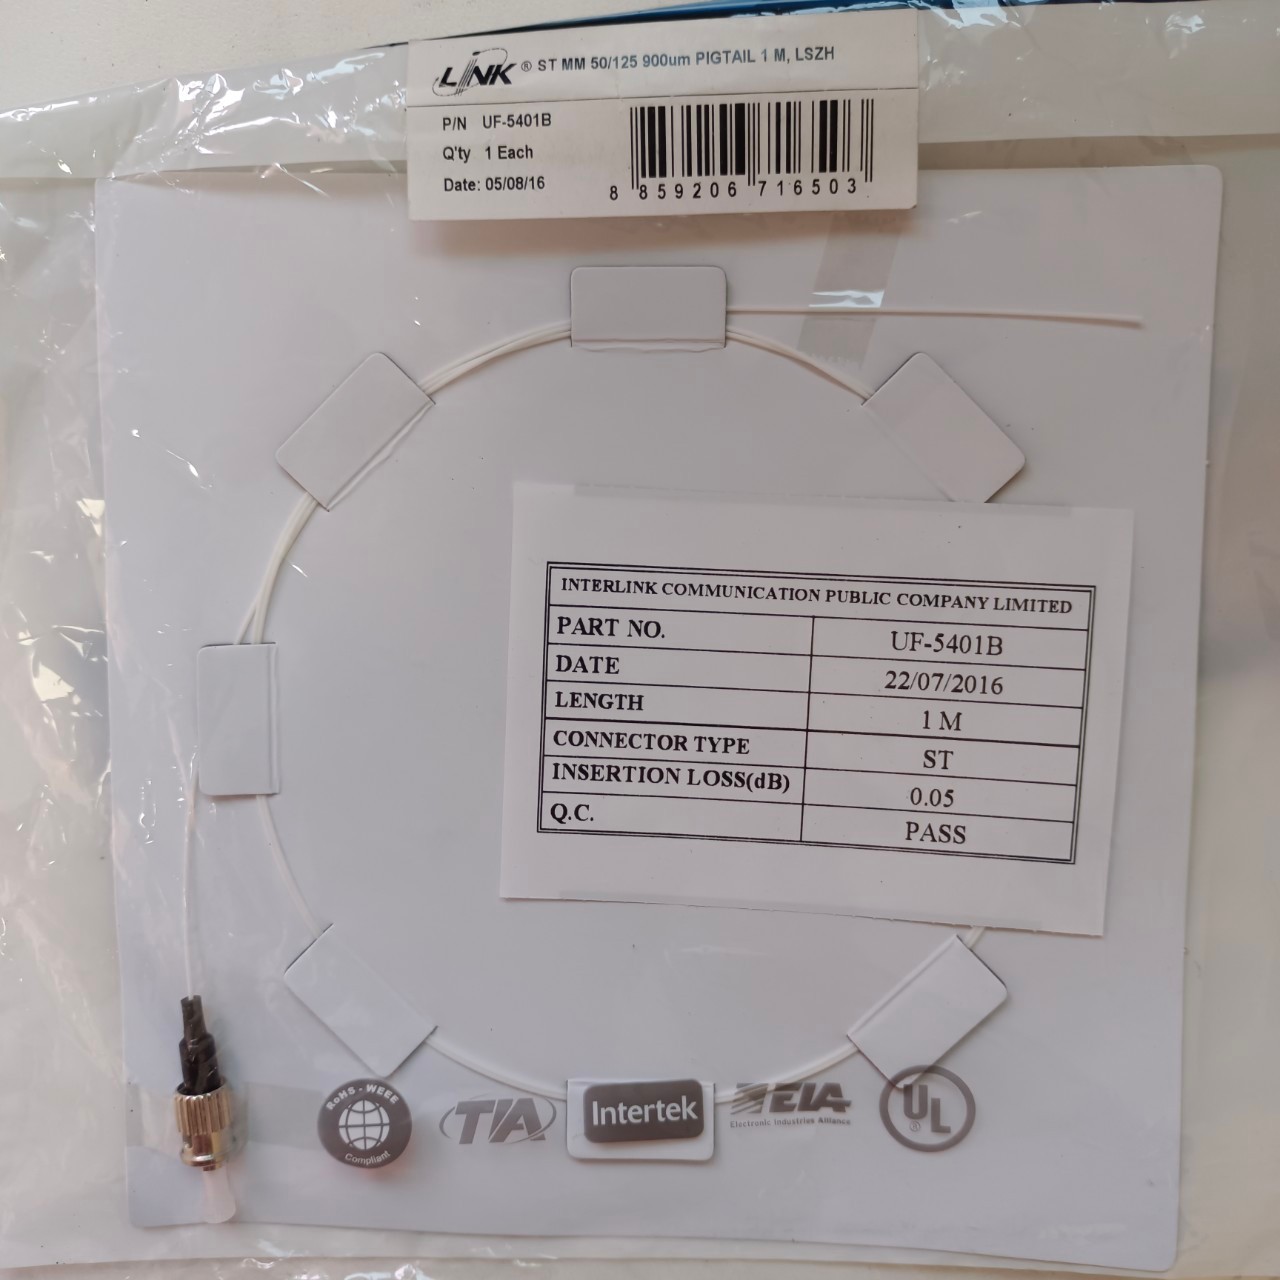 LINK ® ST MM 50/125 900um PIGTAIL 1 M, LSZH
P/N UF-5401B
Q'ty 1 Each
Date: 05/08/16
8 859206 716503
INTERLINK COMMUNICATION PUBLIC COMPANY LIMITED
PART NO. UF-5401B
DATE 22/07/2016
LENGTH 1 M
CONNECTOR TYPE ST
INSERTION LOSS(dB) 0.05
Q.C. PASS
RoHS - WEEE
Compliant
TIA
Intertek
EIA
Electronic Industries Alliance
UL
®